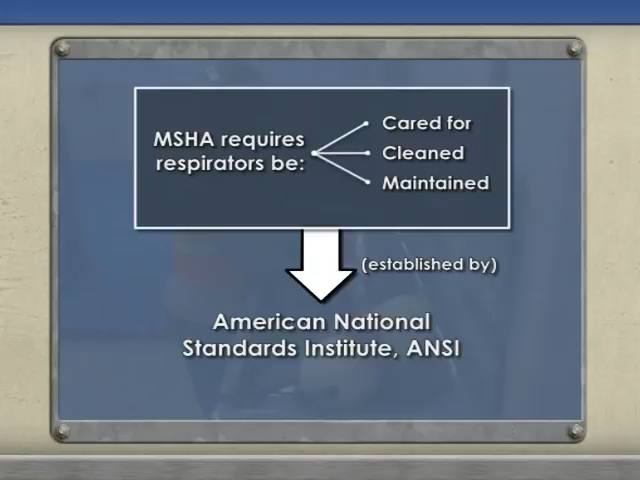 MSHA requires
respirators be:
Cared for
Cleaned
Maintained
(established by)
American National
Standards Institute, ANSI